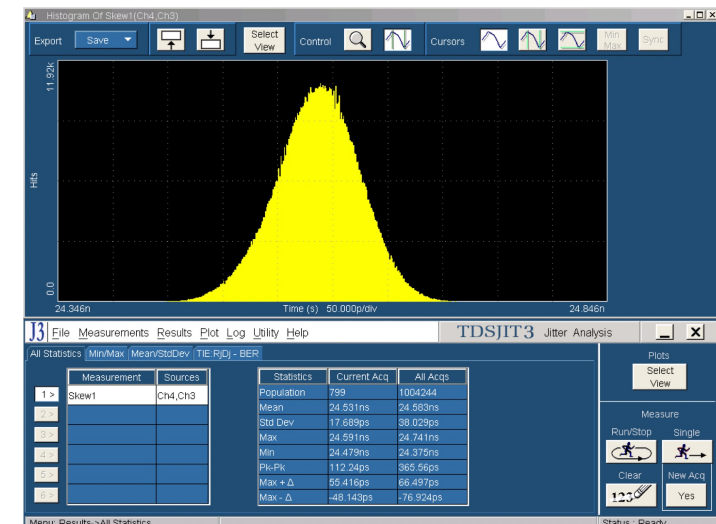 Histogram Of Skew1(Ch4,Ch3)
Export Save Select View Control Cursors Min Max Sync
11.92k
Hits
0.0
24.346n Time (s) 50.000p/div 24.846n
J3 File Measurements Results Plot Log Utility Help TDSJIT3 Jitter Analysis
All Statistics Min/Max Mean/StdDev TIE:RjDj - BER
Plots
Select View
Measurement Sources
1 > Skew1 Ch4,Ch3
2 >
3 >
4 >
5 >
6 >
Statistics Current Acq All Acqs
Population 799 1004244
Mean 24.531ns 24.583ns
Std Dev 17.689ps 38.029ps
Max 24.591ns 24.741ns
Min 24.479ns 24.375ns
Pk-Pk 112.24ps 365.56ps
Max + Δ 55.416ps 66.497ps
Max - Δ -48.143ps -76.924ps
Measure
Run/Stop Single
Clear New Acq
123 Yes
Menu: Results->All Statistics Status : Ready